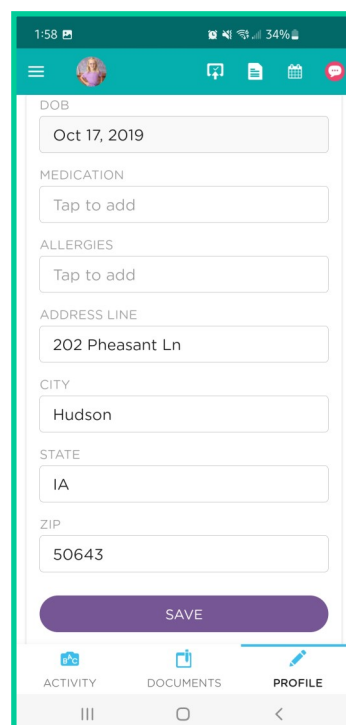 1:58
34%
DOB
Oct 17, 2019
MEDICATION
Tap to add
ALLERGIES
Tap to add
ADDRESS LINE
202 Pheasant Ln
CITY
Hudson
STATE
IA
ZIP
50643
SAVE
ACTIVITY
DOCUMENTS
PROFILE